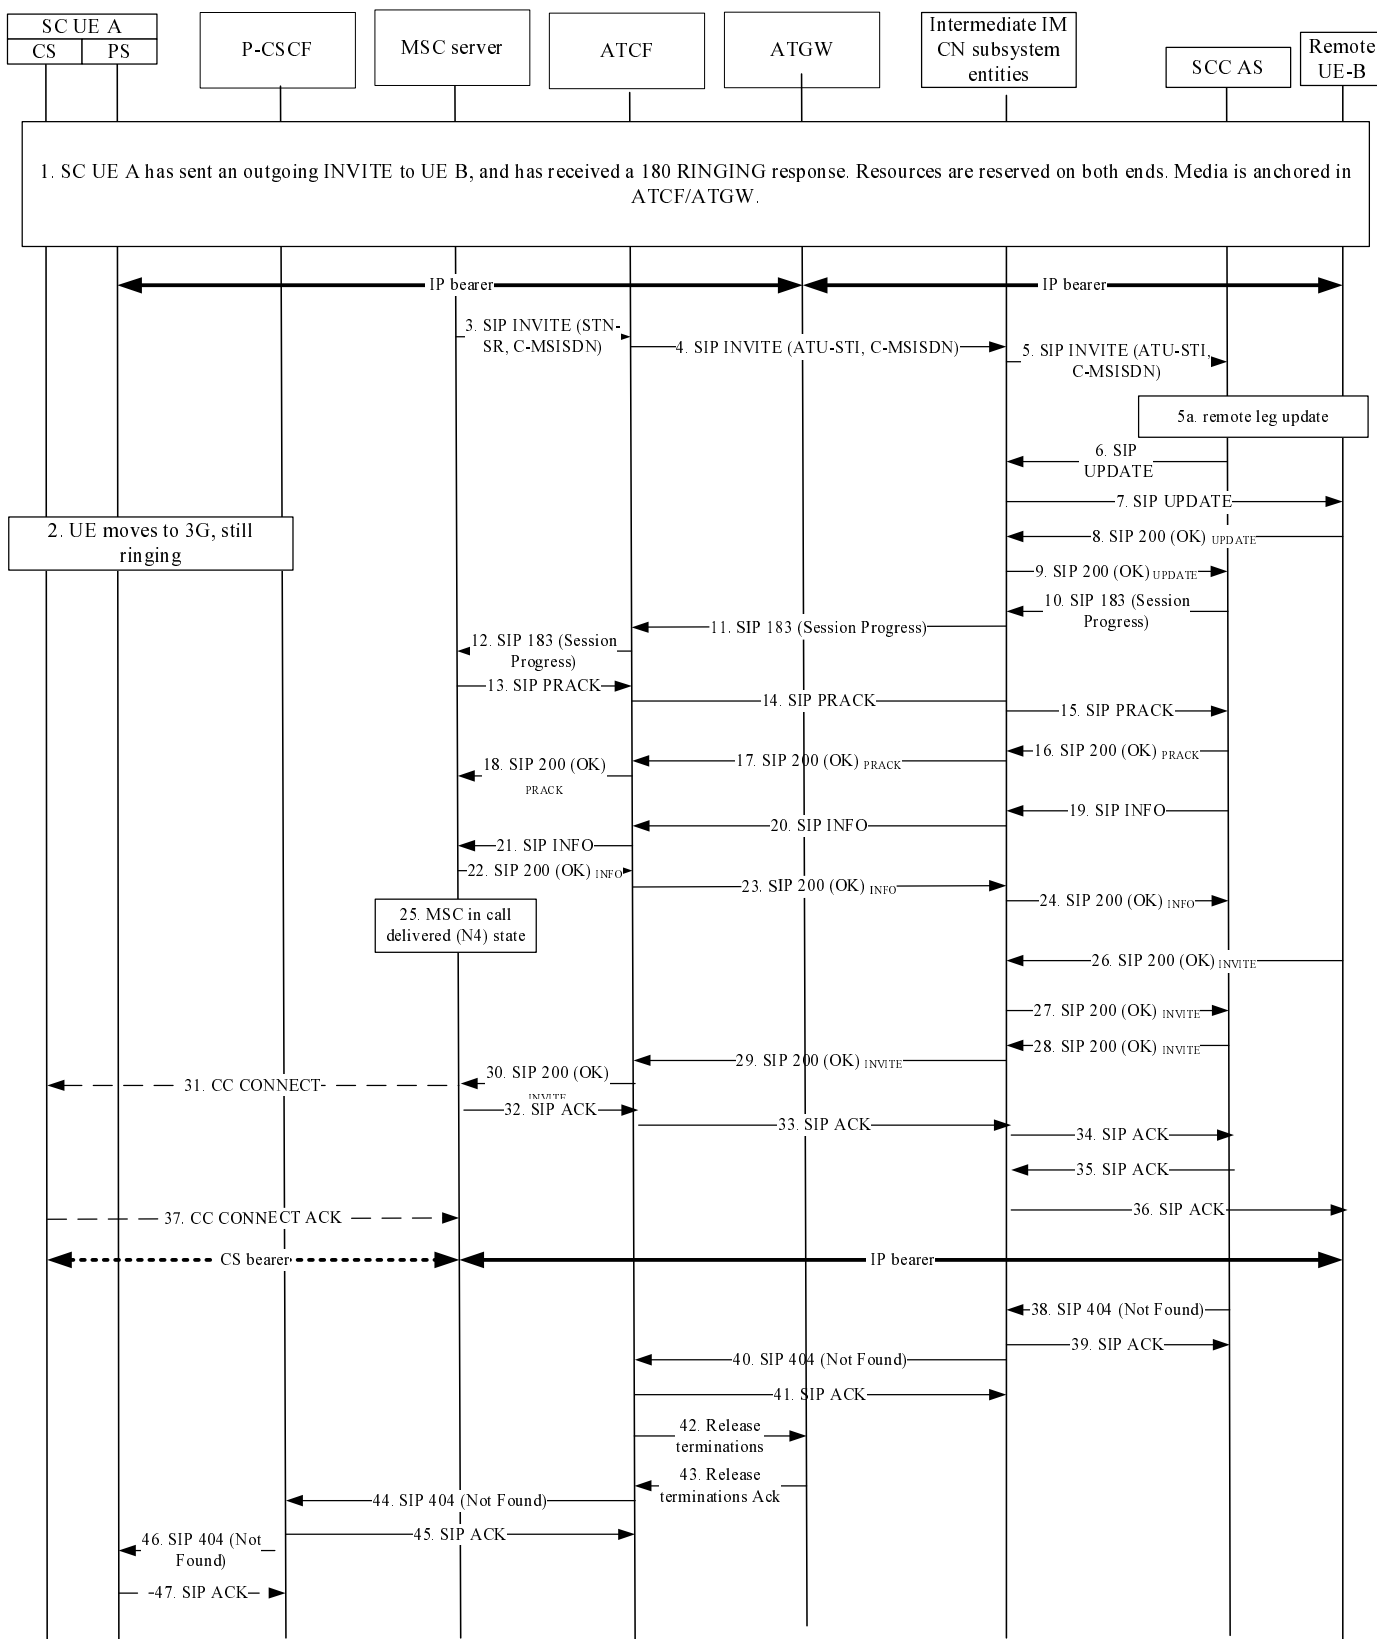 SC UE A
CS
PS
P-CSCF
MSC server
ATCF
ATGW
Intermediate IM
CN subsystem
entities
SCC AS
Remote
UE-B
1. SC UE A has sent an outgoing INVITE to UE B, and has received a 180 RINGING response. Resources are reserved on both ends. Media is anchored in
ATCF/ATGW.
IP bearer
IP bearer
3. SIP INVITE (STN-
SR, C-MSISDN)
4. SIP INVITE (ATU-STI, C-MSISDN)
5. SIP INVITE (ATU-STI,
C-MSISDN)
5a. remote leg update
6. SIP
UPDATE
7. SIP UPDATE
2. UE moves to 3G, still
ringing
8. SIP 200 (OK) UPDATE
9. SIP 200 (OK) UPDATE
10. SIP 183 (Session
Progress)
11. SIP 183 (Session Progress)
12. SIP 183 (Session
Progress)
13. SIP PRACK
14. SIP PRACK
15. SIP PRACK
16. SIP 200 (OK) PRACK
17. SIP 200 (OK) PRACK
18. SIP 200 (OK)
PRACK
19. SIP INFO
20. SIP INFO
21. SIP INFO
22. SIP 200 (OK) INFO
23. SIP 200 (OK) INFO
24. SIP 200 (OK) INFO
25. MSC in call
delivered (N4) state
26. SIP 200 (OK) INVITE
27. SIP 200 (OK) INVITE
28. SIP 200 (OK) INVITE
29. SIP 200 (OK) INVITE
30. SIP 200 (OK)
INVITE
31. CC CONNECT
32. SIP ACK
33. SIP ACK
34. SIP ACK
35. SIP ACK
36. SIP ACK
37. CC CONNECT ACK
CS bearer
IP bearer
38. SIP 404 (Not Found)
39. SIP ACK
40. SIP 404 (Not Found)
41. SIP ACK
42. Release
terminations
43. Release
terminations Ack
44. SIP 404 (Not Found)
45. SIP ACK
46. SIP 404 (Not
Found)
47. SIP ACK